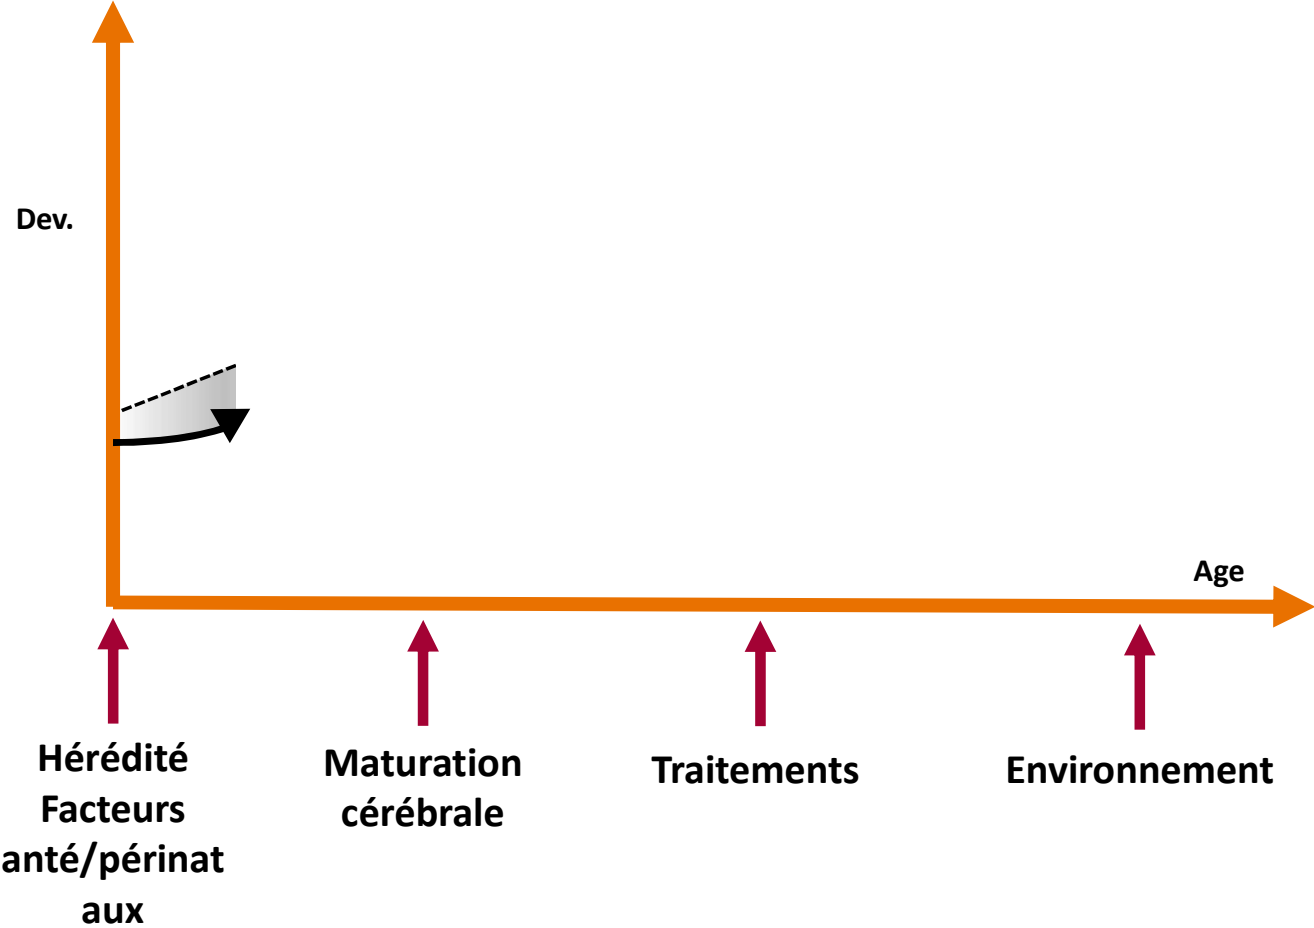 Dev.
Age
Hérédité
Facteurs
anté/périnat
aux
Maturation
cérébrale
Traitements
Environnement